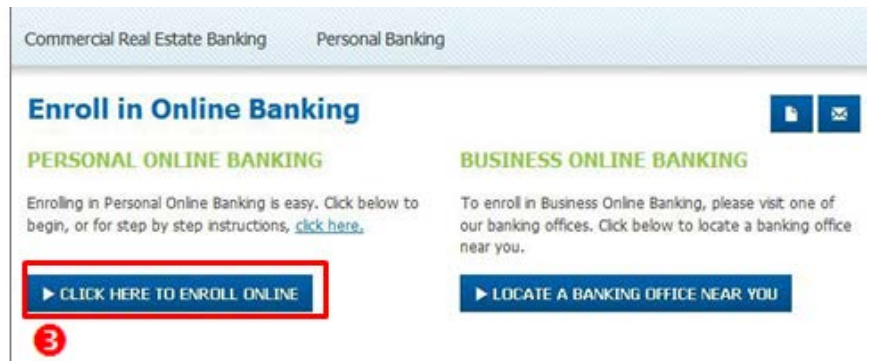 Commercial Real Estate Banking Personal Banking
Enroll in Online Banking
PERSONAL ONLINE BANKING
Enrolling in Personal Online Banking is easy. Click below to
begin, or for step by step instructions, click here.
▶ CLICK HERE TO ENROLL ONLINE
3
BUSINESS ONLINE BANKING
To enroll in Business Online Banking, please visit one of
our banking offices. Click below to locate a banking office
near you.
▶ LOCATE A BANKING OFFICE NEAR YOU